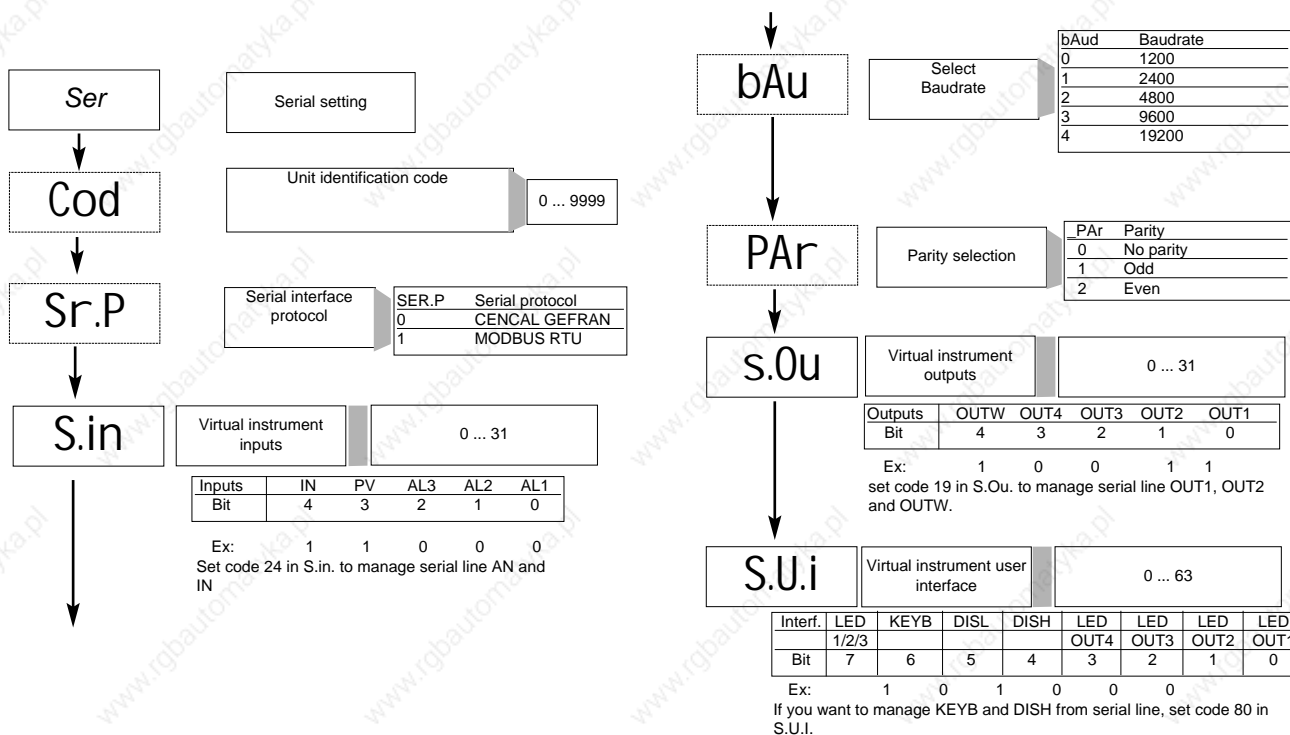 Ser
Serial setting
Cod
Unit identification code
0 ... 9999
Sr.P
Serial interface
protocol
SER.P Serial protocol
0 CENCAL GEFRAN
1 MODBUS RTU
S.in
Virtual instrument
inputs
0 ... 31
Inputs IN PV AL3 AL2 AL1
Bit 4 3 2 1 0
Ex: 1 1 0 0 0
Set code 24 in S.in. to manage serial line AN and
IN
bAu
Select
Baudrate
bAud Baudrate
0 1200
1 2400
2 4800
3 9600
4 19200
PAr
Parity selection
_PAr Parity
0 No parity
1 Odd
2 Even
s.Ou
Virtual instrument
outputs
0 ... 31
Outputs OUTW OUT4 OUT3 OUT2 OUT1
Bit 4 3 2 1 0
Ex: 1 0 0 1 1
set code 19 in S.Ou. to manage serial line OUT1, OUT2
and OUTW.
S.U.i
Virtual instrument user
interface
0 ... 63
Interf. LED KEYB DISL DISH LED LED LED LED
1/2/3 OUT4 OUT3 OUT2 OUT1
Bit 7 6 5 4 3 2 1 0
Ex: 1 0 1 0 0 0
If you want to manage KEYB and DISH from serial line, set code 80 in
S.U.I.
www.rgbautomatyka.pl